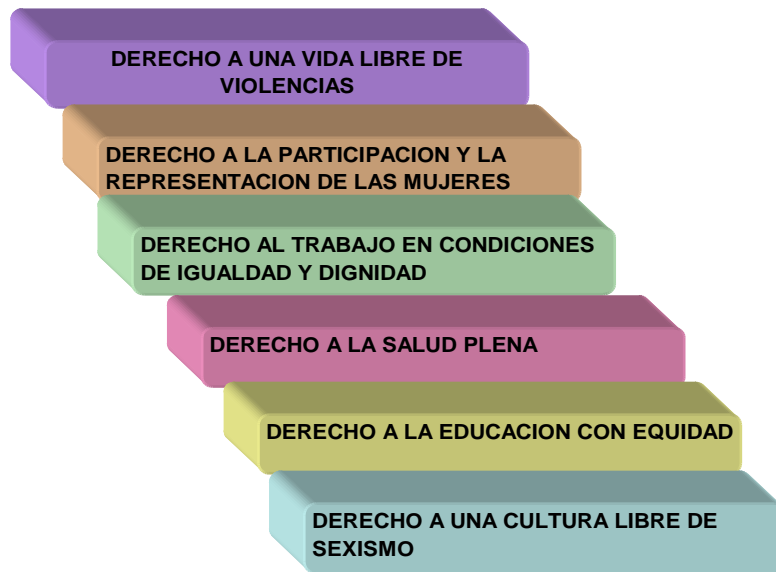 DERECHO A UNA VIDA LIBRE DE
VIOLENCIAS
DERECHO A LA PARTICIPACION Y LA
REPRESENTACION DE LAS MUJERES
DERECHO AL TRABAJO EN CONDICIONES
DE IGUALDAD Y DIGNIDAD
DERECHO A LA SALUD PLENA
DERECHO A LA EDUCACION CON EQUIDAD
DERECHO A UNA CULTURA LIBRE DE
SEXISMO